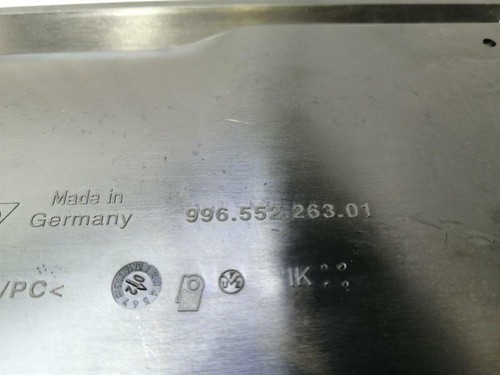 Made in
Germany
996.552.263.01
/PC<
IK